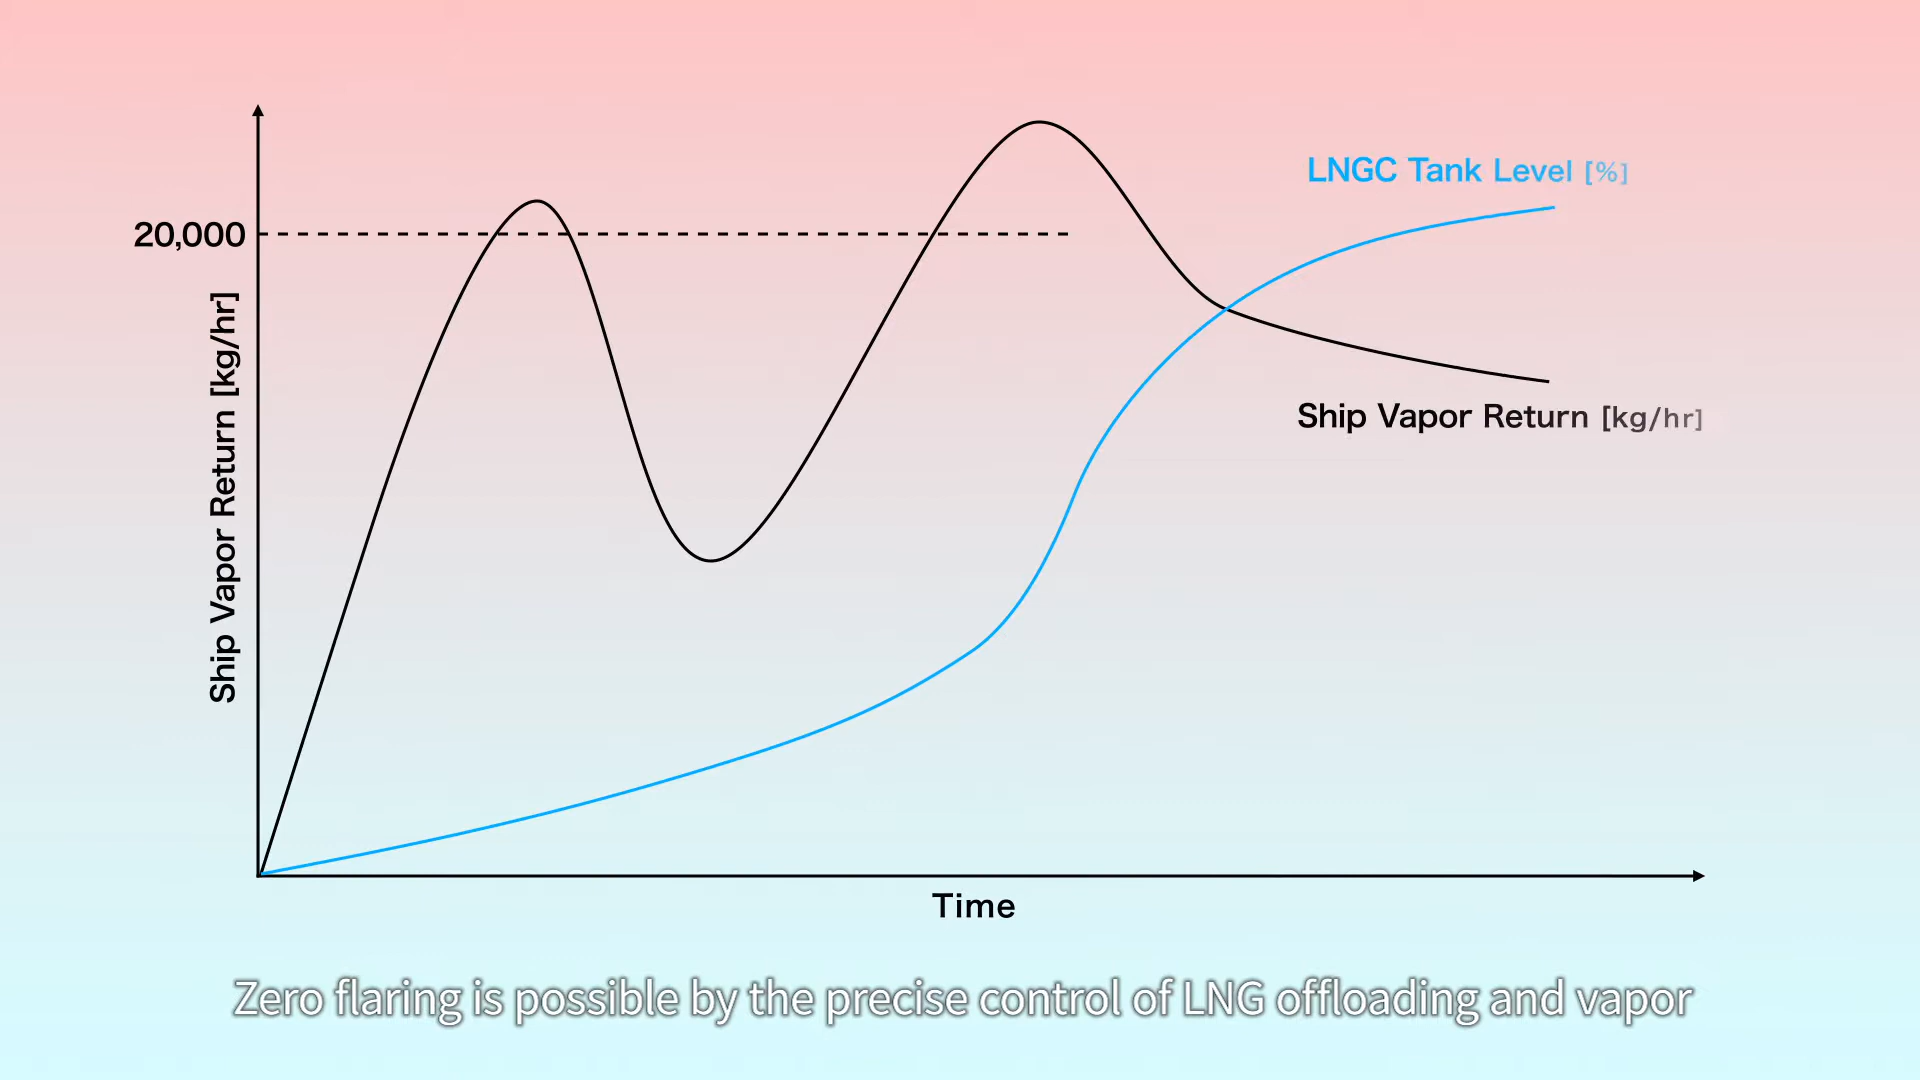 LNGC Tank Level [%]
20,000
Ship Vapor Return [kg/hr]
Ship Vapor Return [kg/hr]
Time
Zero flaring is possible by the precise control of LNG offloading and vapor